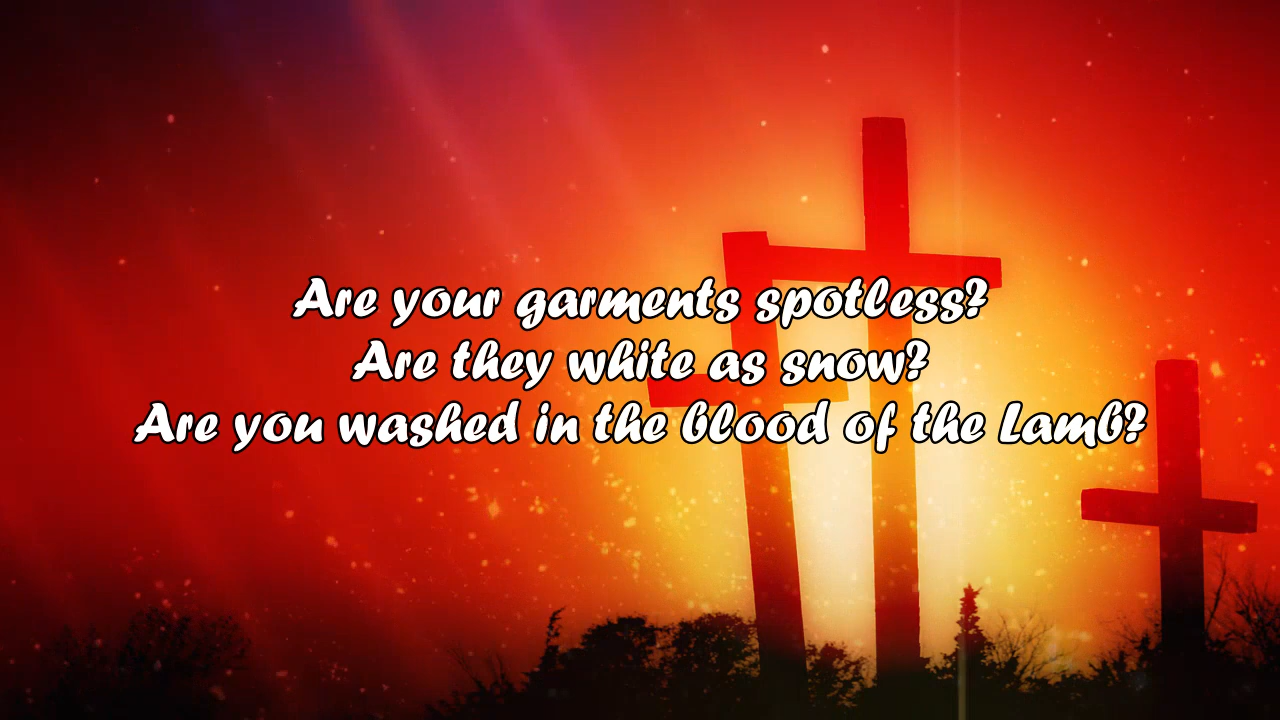 Are your garments spotless?
Are they white as snow?
Are you washed in the blood of the Lamb?